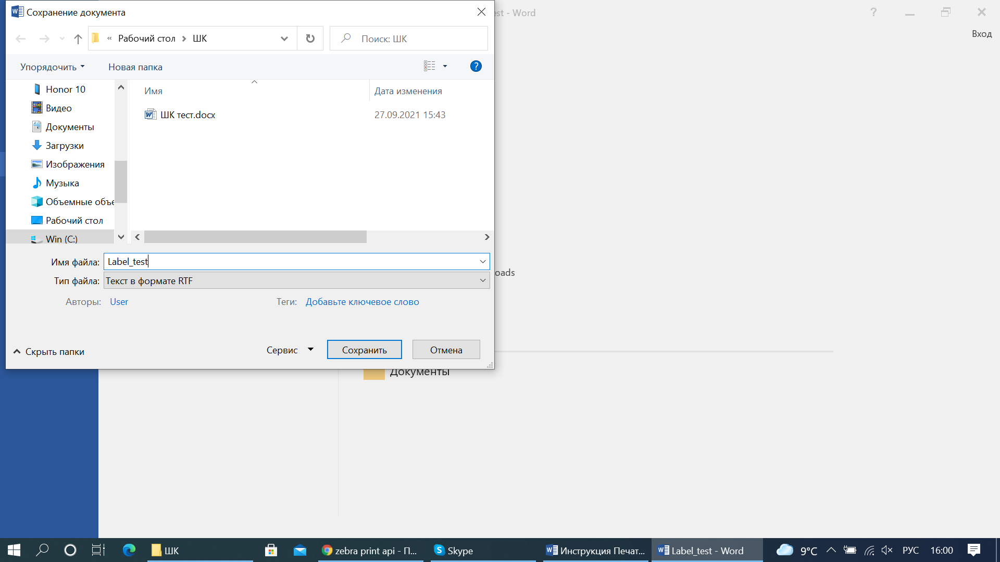 Сохранение документа
est - Word
?
Вход
« Рабочий стол > ШК
Поиск: ШК
Упорядочить
Новая папка
?
Honor 10
Видео
Документы
Загрузки
Изображения
Музыка
Объемные объе
Рабочий стол
Win (C:)
Имя
Дата изменения
ШК тест.docx
27.09.2021 15:43
Имя файла: Label_test
Тип файла: Текст в формате RTF
oads
Авторы: User
Теги: Добавьте ключевое слово
Скрыть папки
Сервис
Сохранить
Отмена
Документы
ШК
zebra print api - П...
Skype
Инструкция Печат...
Label_test - Word
9°C
РУС
16:00